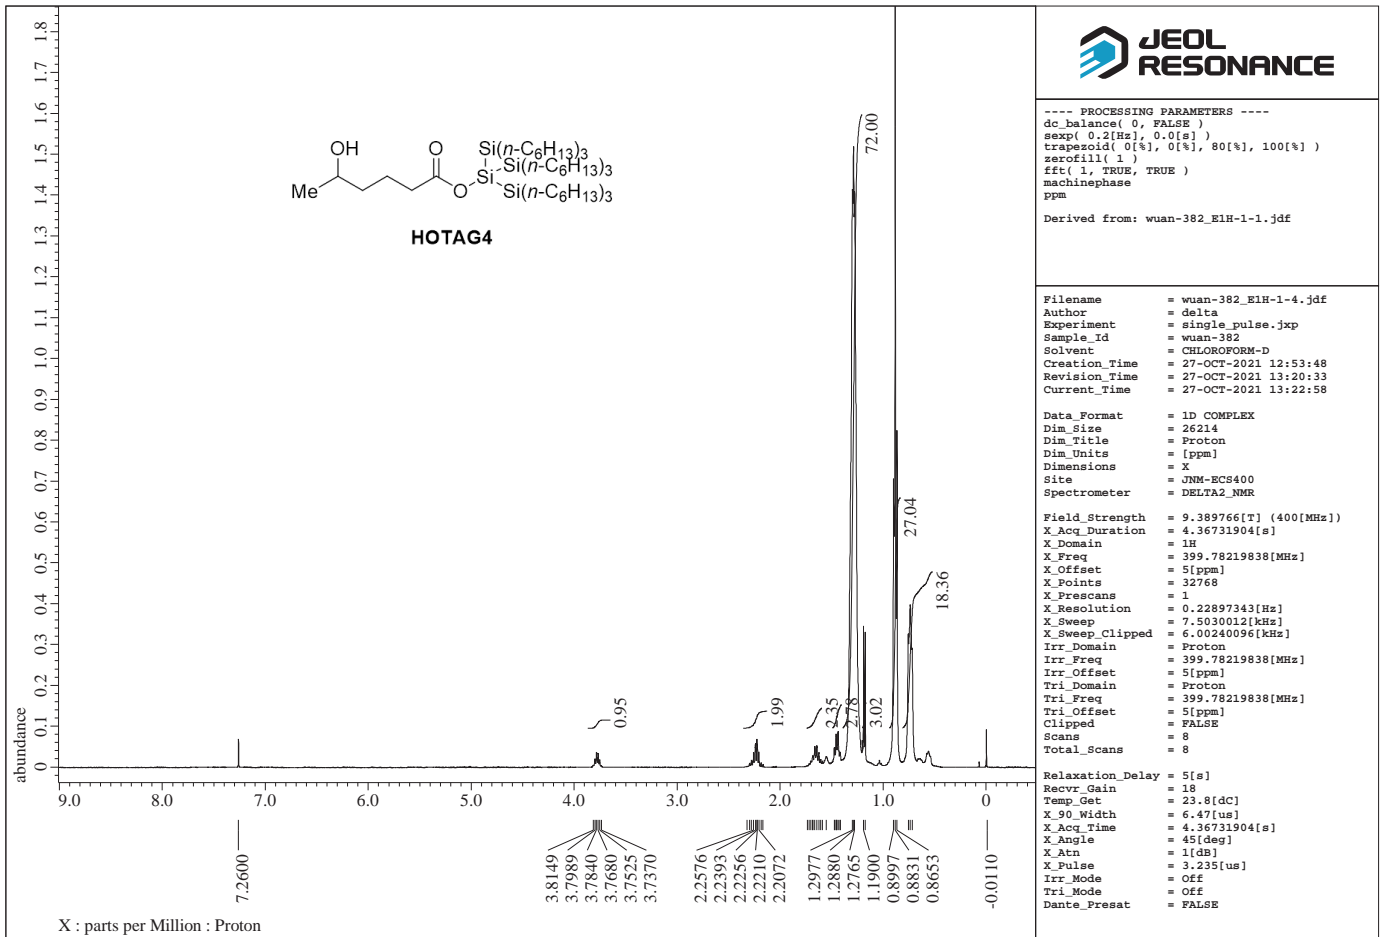 JEOL
RESONANCE
---- PROCESSING PARAMETERS ----
dc_balance( 0, FALSE )
sexp( 0.2[Hz], 0.0[s] )
trapezoid( 0[%], 0[%], 80[%], 100[%] )
zerofill( 1 )
fft( 1, TRUE, TRUE )
machinephase
ppm
Derived from: wuan-382_E1H-1-1.jdf
Filename = wuan-382_E1H-1-4.jdf
Author = delta
Experiment = single_pulse.jxp
Sample_Id = wuan-382
Solvent = CHLOROFORM-D
Creation_Time = 27-OCT-2021 12:53:48
Revision_Time = 27-OCT-2021 13:20:33
Current_Time = 27-OCT-2021 13:22:58
Data_Format = 1D COMPLEX
Dim_Size = 26214
Dim_Title = Proton
Dim_Units = [ppm]
Dimensions = X
Site = JNM-ECS400
Spectrometer = DELTA2_NMR
Field_Strength = 9.389766[T] (400[MHz])
X_Acq_Duration = 4.36731904[s]
X_Domain = 1H
X_Freq = 399.78219838[MHz]
X_Offset = 5[ppm]
X_Points = 32768
X_Prescans = 1
X_Resolution = 0.22897343[Hz]
X_Sweep = 7.5030012[kHz]
X_Sweep_Clipped = 6.00240096[kHz]
Irr_Domain = Proton
Irr_Freq = 399.78219838[MHz]
Irr_Offset = 5[ppm]
Tri_Domain = Proton
Tri_Freq = 399.78219838[MHz]
Tri_Offset = 5[ppm]
Clipped = FALSE
Scans = 8
Total_Scans = 8
Relaxation_Delay = 5[s]
Recvr_Gain = 18
Temp_Get = 23.8[dC]
X_90_Width = 6.47[us]
X_Acq_Time = 4.36731904[s]
X_Angle = 45[deg]
X_Atn = 1[dB]
X_Pulse = 3.235[us]
Irr_Mode = Off
Tri_Mode = Off
Dante_Presat = FALSE
OH
O
Si(n-C6H13)3
Si(n-C6H13)3
Si
Si(n-C6H13)3
Me
O
HOTAG4
abundance
1.8
1.7
1.6
1.5
1.4
1.3
1.2
1.1
1.0
0.9
0.8
0.7
0.6
0.5
0.4
0.3
0.2
0.1
0
0.95
1.99
2.35
2.78
72.00
3.02
27.04
18.36
9.0 8.0 7.0 6.0 5.0 4.0 3.0 2.0 1.0 0
7.2600
3.8149
3.7989
3.7840
3.7680
3.7525
3.7370
2.2576
2.2393
2.2256
2.2210
2.2072
1.2977
1.2880
1.2765
1.1900
0.8997
0.8831
0.8653
-0.0110
X : parts per Million : Proton